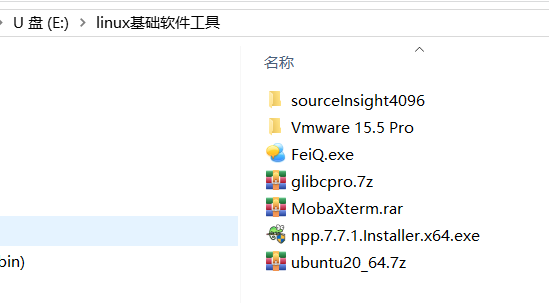 U 盘 (E:) > linux基础软件工具
名称
sourceInsight4096
Vmware 15.5 Pro
FeiQ.exe
glibcpro.7z
MobaXterm.rar
npp.7.7.1.Installer.x64.exe
pin)
ubuntu20_64.7z